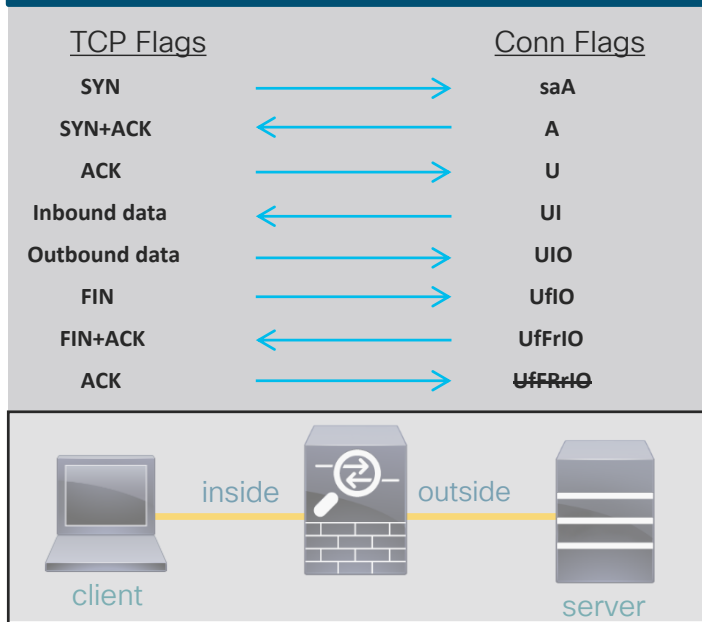 TCP Flags Conn Flags
SYN saA
SYN+ACK A
ACK U
Inbound data UI
Outbound data UIO
FIN UfIO
FIN+ACK UfFrIO
ACK UfFRrIO
inside outside
client
server